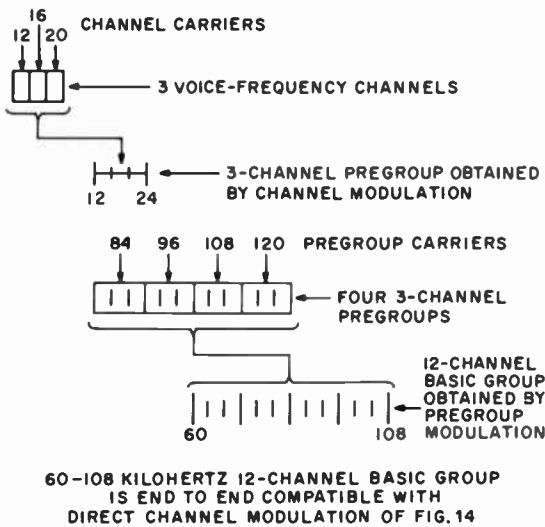 16
CHANNEL CARRIERS
12 20
3 VOICE-FREQUENCY CHANNELS
3-CHANNEL PREGROUP OBTAINED
BY CHANNEL MODULATION
12 24
84 96 108 120 PREGROUP CARRIERS
FOUR 3-CHANNEL
PREGROUPS
12-CHANNEL
BASIC GROUP
OBTAINED BY
PREGROUP
MODULATION
60 108
60-108 KILOHERTZ 12-CHANNEL BASIC GROUP
IS END TO END COMPATIBLE WITH
DIRECT CHANNEL MODULATION OF FIG. 14